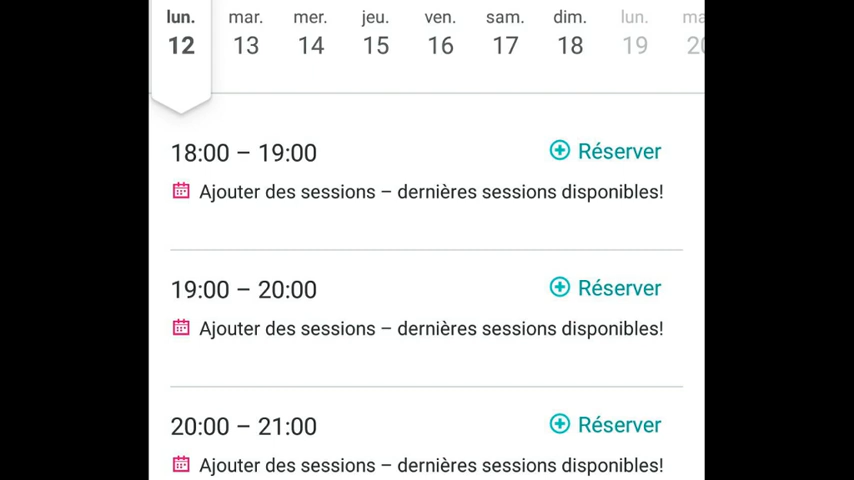 lun. mar. mer. jeu. ven. sam. dim. lun. ma
12 13 14 15 16 17 18 19 20
18:00 – 19:00 Réserver
Ajouter des sessions – dernières sessions disponibles!
19:00 – 20:00 Réserver
Ajouter des sessions – dernières sessions disponibles!
20:00 – 21:00 Réserver
Ajouter des sessions – dernières sessions disponibles!